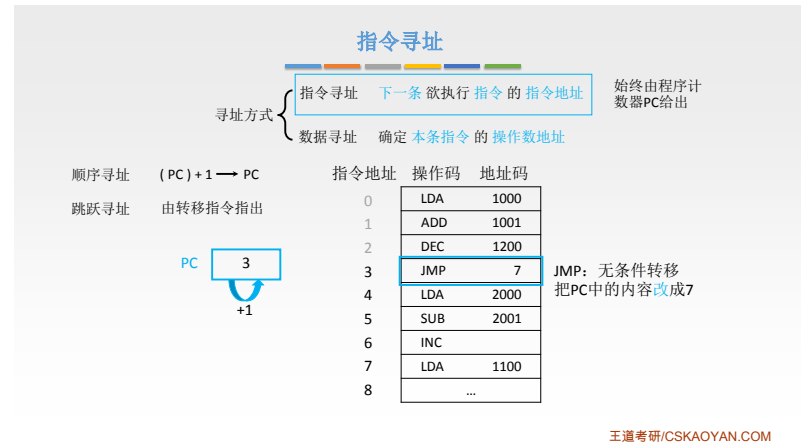 指令寻址
指令寻址 下一条 欲执行 指令 的 指令地址
始终由程序计
数器PC给出
寻址方式
数据寻址 确定 本条指令 的 操作数地址
顺序寻址 ( PC ) + 1 → PC
跳跃寻址 由转移指令指出
指令地址 操作码 地址码
0 LDA 1000
1 ADD 1001
2 DEC 1200
3 JMP 7
4 LDA 2000
5 SUB 2001
6 INC
7 LDA 1100
8 …
PC 3
+1
JMP：无条件转移
把PC中的内容改成7
王道考研/CSKAOYAN.COM